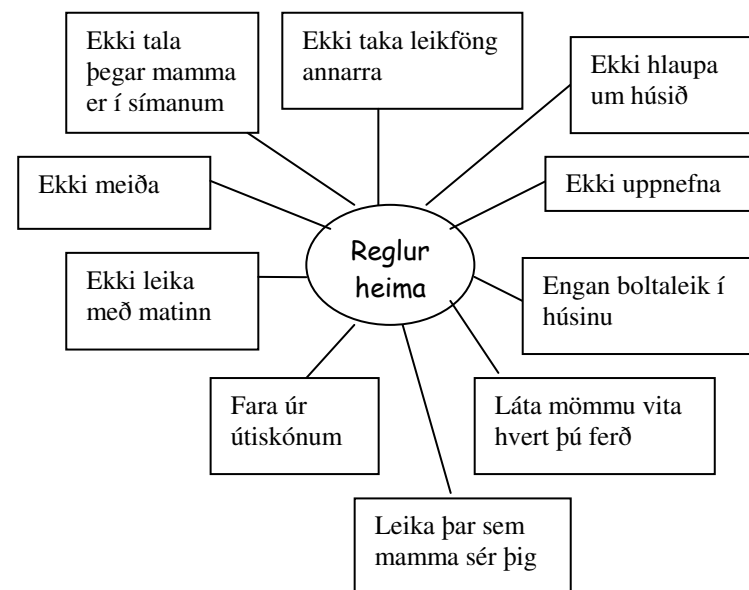 Ekki tala
þegar mamma
er í símanum
Ekki taka leikföng
annarra
Ekki hlaupa
um húsið
Ekki meiða
Ekki uppnefna
Reglur
heima
Ekki leika
með matinn
Engan boltaleik í
húsinu
Fara úr
útiskónum
Láta mömmu vita
hvert þú ferð
Leika þar sem
mamma sér þig